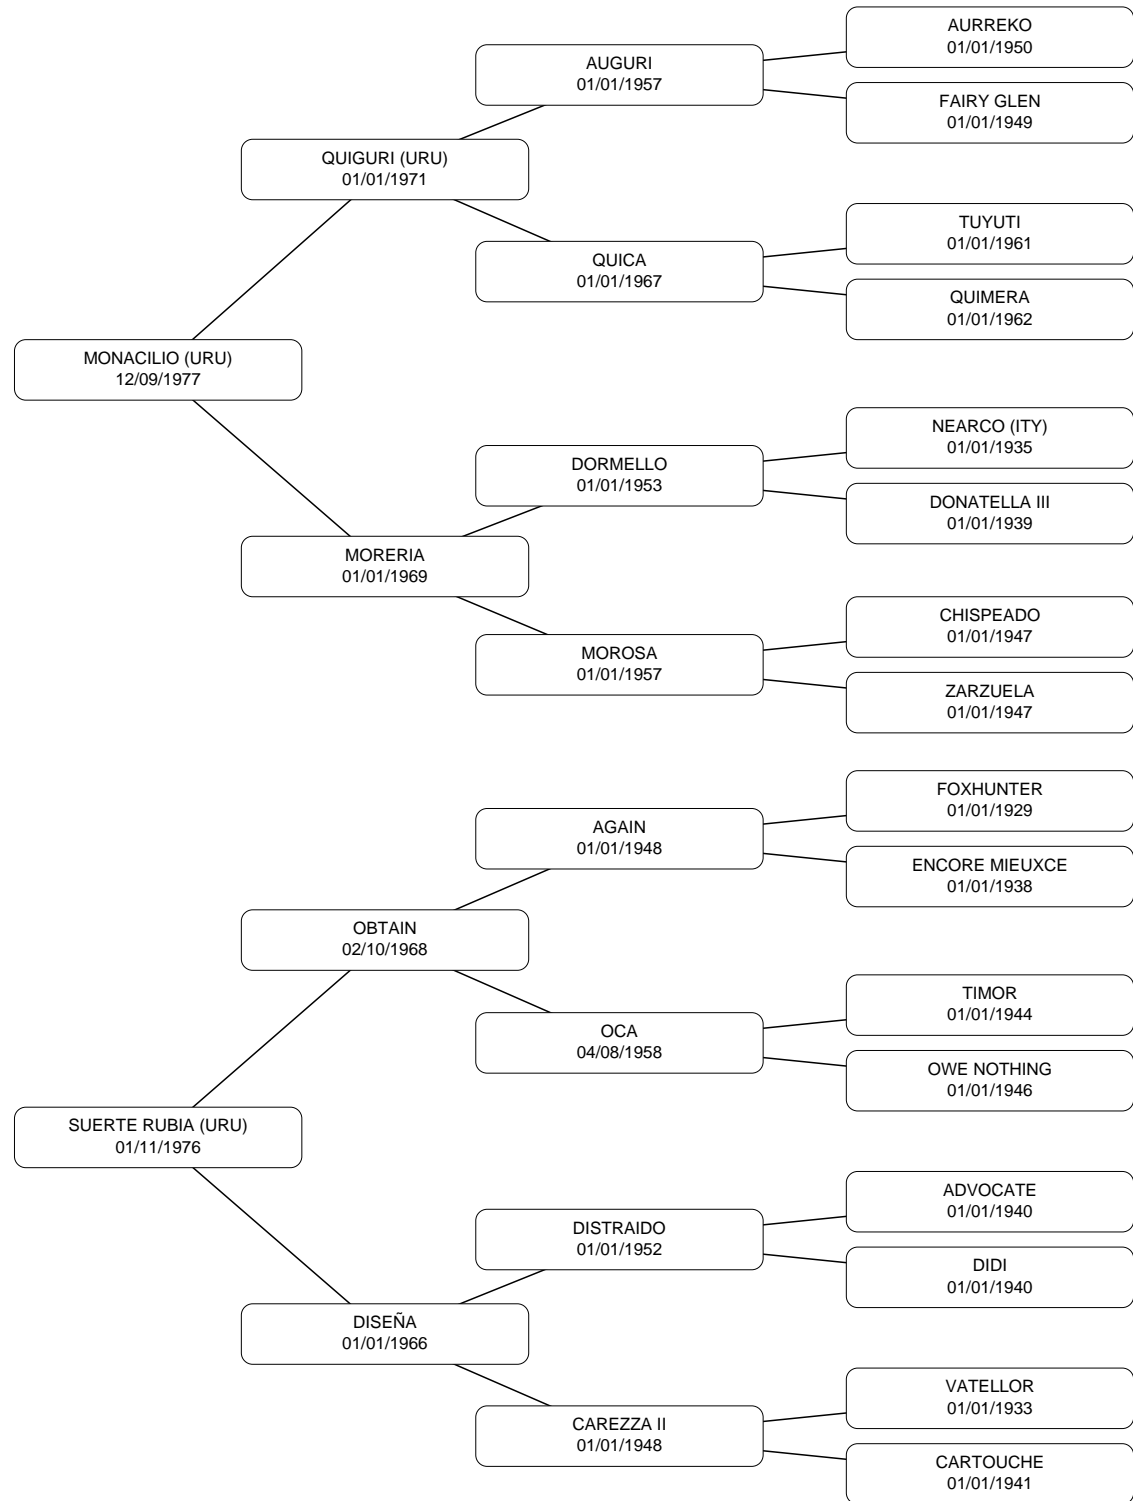 AURREKO
01/01/1950
AUGURI
01/01/1957
FAIRY GLEN
01/01/1949
QUIGURI (URU)
01/01/1971
TUYUTI
01/01/1961
QUICA
01/01/1967
QUIMERA
01/01/1962
MONACILIO (URU)
12/09/1977
NEARCO (ITY)
01/01/1935
DORMELLO
01/01/1953
DONATELLA III
01/01/1939
MORERIA
01/01/1969
CHISPEADO
01/01/1947
MOROSA
01/01/1957
ZARZUELA
01/01/1947
FOXHUNTER
01/01/1929
AGAIN
01/01/1948
ENCORE MIEUXCE
01/01/1938
OBTAIN
02/10/1968
TIMOR
01/01/1944
OCA
04/08/1958
OWE NOTHING
01/01/1946
SUERTE RUBIA (URU)
01/11/1976
ADVOCATE
01/01/1940
DISTRAIDO
01/01/1952
DIDI
01/01/1940
DISEÑA
01/01/1966
VATELLOR
01/01/1933
CAREZZA II
01/01/1948
CARTOUCHE
01/01/1941